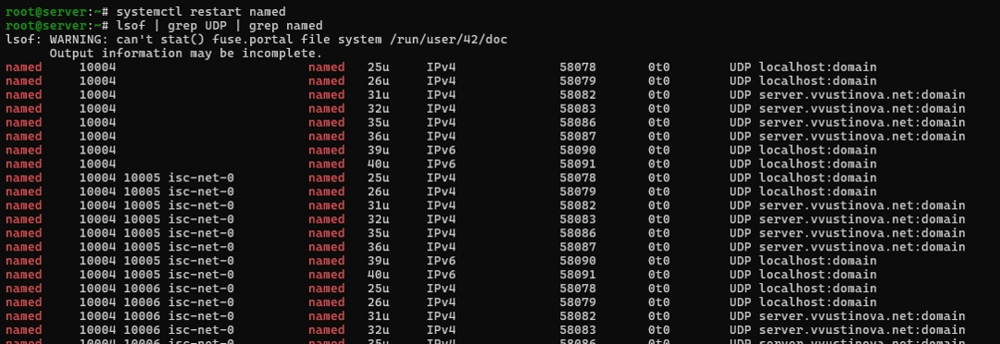 root@server:~# systemctl restart named
root@server:~# lsof | grep UDP | grep named
lsof: WARNING: can't stat() fuse.portal file system /run/user/42/doc
      Output information may be incomplete.
named     10004                          named   25u     IPv4              58078       0t0        UDP localhost:domain
named     10004                          named   26u     IPv4              58079       0t0        UDP localhost:domain
named     10004                          named   31u     IPv4              58082       0t0        UDP server.vvustinova.net:domain
named     10004                          named   32u     IPv4              58083       0t0        UDP server.vvustinova.net:domain
named     10004                          named   35u     IPv4              58086       0t0        UDP server.vvustinova.net:domain
named     10004                          named   36u     IPv4              58087       0t0        UDP server.vvustinova.net:domain
named     10004                          named   39u     IPv6              58090       0t0        UDP localhost:domain
named     10004                          named   40u     IPv6              58091       0t0        UDP localhost:domain
named     10004 10005 isc-net-0          named   25u     IPv4              58078       0t0        UDP localhost:domain
named     10004 10005 isc-net-0          named   26u     IPv4              58079       0t0        UDP localhost:domain
named     10004 10005 isc-net-0          named   31u     IPv4              58082       0t0        UDP server.vvustinova.net:domain
named     10004 10005 isc-net-0          named   32u     IPv4              58083       0t0        UDP server.vvustinova.net:domain
named     10004 10005 isc-net-0          named   35u     IPv4              58086       0t0        UDP server.vvustinova.net:domain
named     10004 10005 isc-net-0          named   36u     IPv4              58087       0t0        UDP server.vvustinova.net:domain
named     10004 10005 isc-net-0          named   39u     IPv6              58090       0t0        UDP localhost:domain
named     10004 10005 isc-net-0          named   40u     IPv6              58091       0t0        UDP localhost:domain
named     10004 10006 isc-net-0          named   25u     IPv4              58078       0t0        UDP localhost:domain
named     10004 10006 isc-net-0          named   26u     IPv4              58079       0t0        UDP localhost:domain
named     10004 10006 isc-net-0          named   31u     IPv4              58082       0t0        UDP server.vvustinova.net:domain
named     10004 10006 isc-net-0          named   32u     IPv4              58083       0t0        UDP server.vvustinova.net:domain